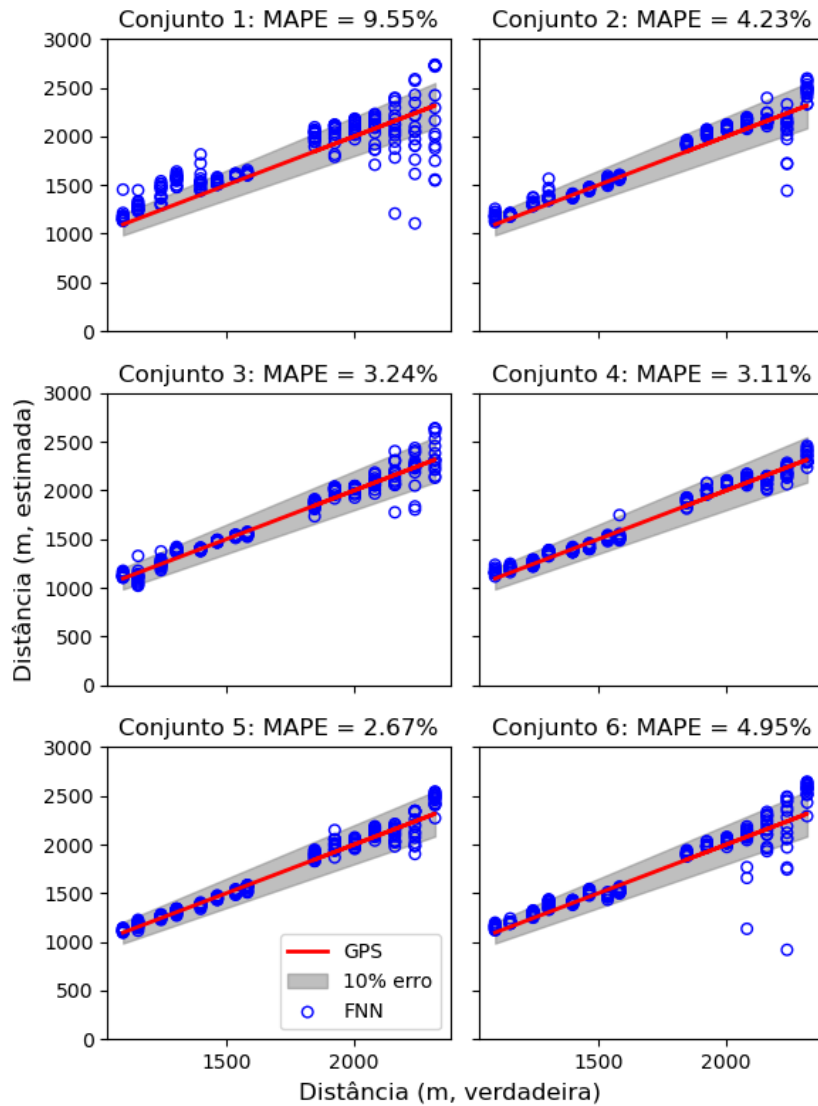 Conjunto 1: MAPE = 9.55%
Conjunto 2: MAPE = 4.23%
3000
2500
2000
1500
1000
500
0
1500
2000
1500
2000
Conjunto 3: MAPE = 3.24%
Conjunto 4: MAPE = 3.11%
3000
2500
2000
1500
1000
500
0
Distância (m, estimada)
Conjunto 5: MAPE = 2.67%
Conjunto 6: MAPE = 4.95%
3000
2500
2000
1500
1000
500
0
GPS
10% erro
FNN
Distância (m, verdadeira)